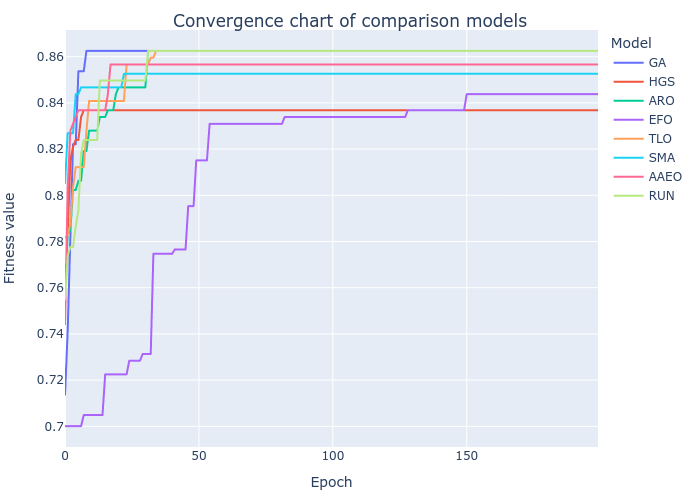 Convergence chart of comparison models
Model
GA
HGS
ARO
EFO
TLO
SMA
AAEO
RUN
Fitness value
0.86
0.84
0.82
0.8
0.78
0.76
0.74
0.72
0.7
0
50
100
150
Epoch